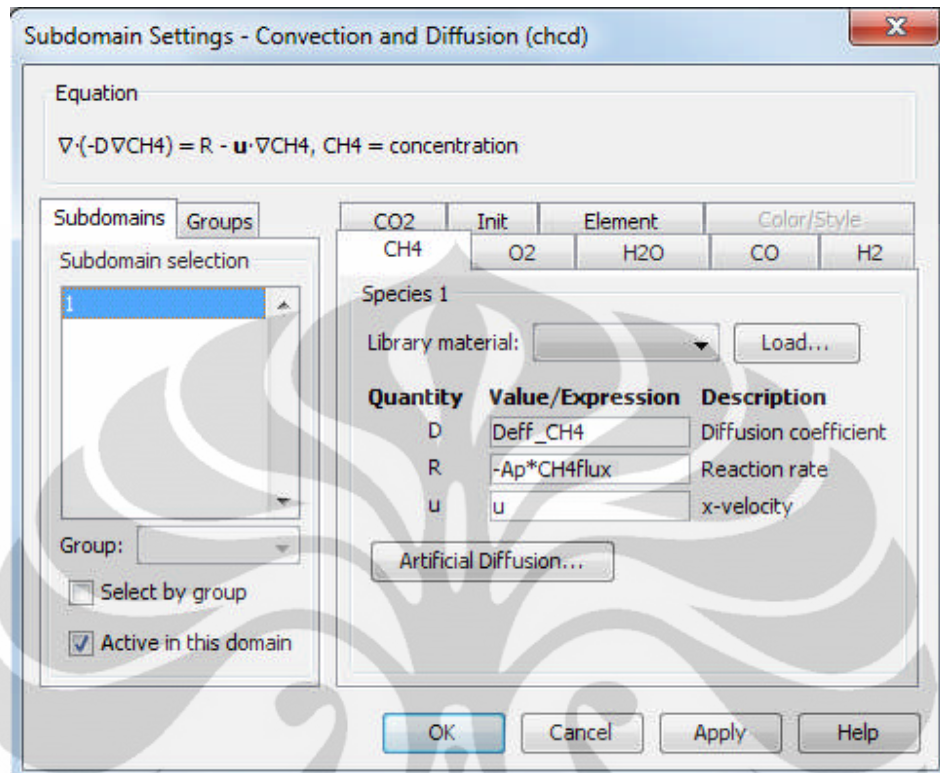 Subdomain Settings - Convection and Diffusion (chcd)
Equation
∇·(-D∇CH4) = R - u·∇CH4, CH4 = concentration
Subdomains Groups
Subdomain selection
1
Group:
Select by group
Active in this domain
CO2 Init Element Color/Style
CH4 O2 H2O CO H2
Species 1
Library material: Load...
Quantity Value/Expression Description
D Deff_CH4 Diffusion coefficient
R -Ap*CH4flux Reaction rate
u u x-velocity
Artificial Diffusion...
OK Cancel Apply Help